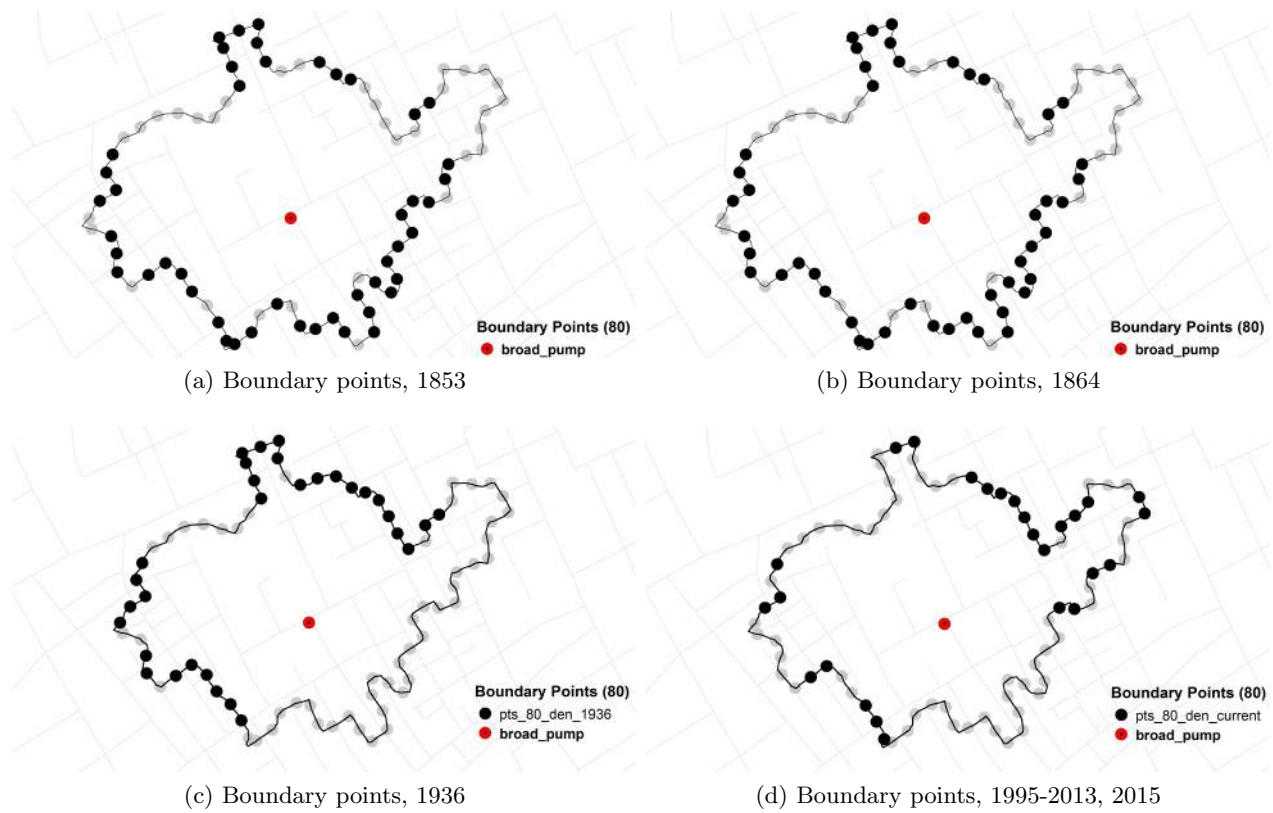 Boundary Points (80)
broad_pump
(a) Boundary points, 1853
Boundary Points (80)
broad_pump
(b) Boundary points, 1864
Boundary Points (80)
pts_80_den_1936
broad_pump
(c) Boundary points, 1936
Boundary Points (80)
pts_80_den_current
broad_pump
(d) Boundary points, 1995-2013, 2015